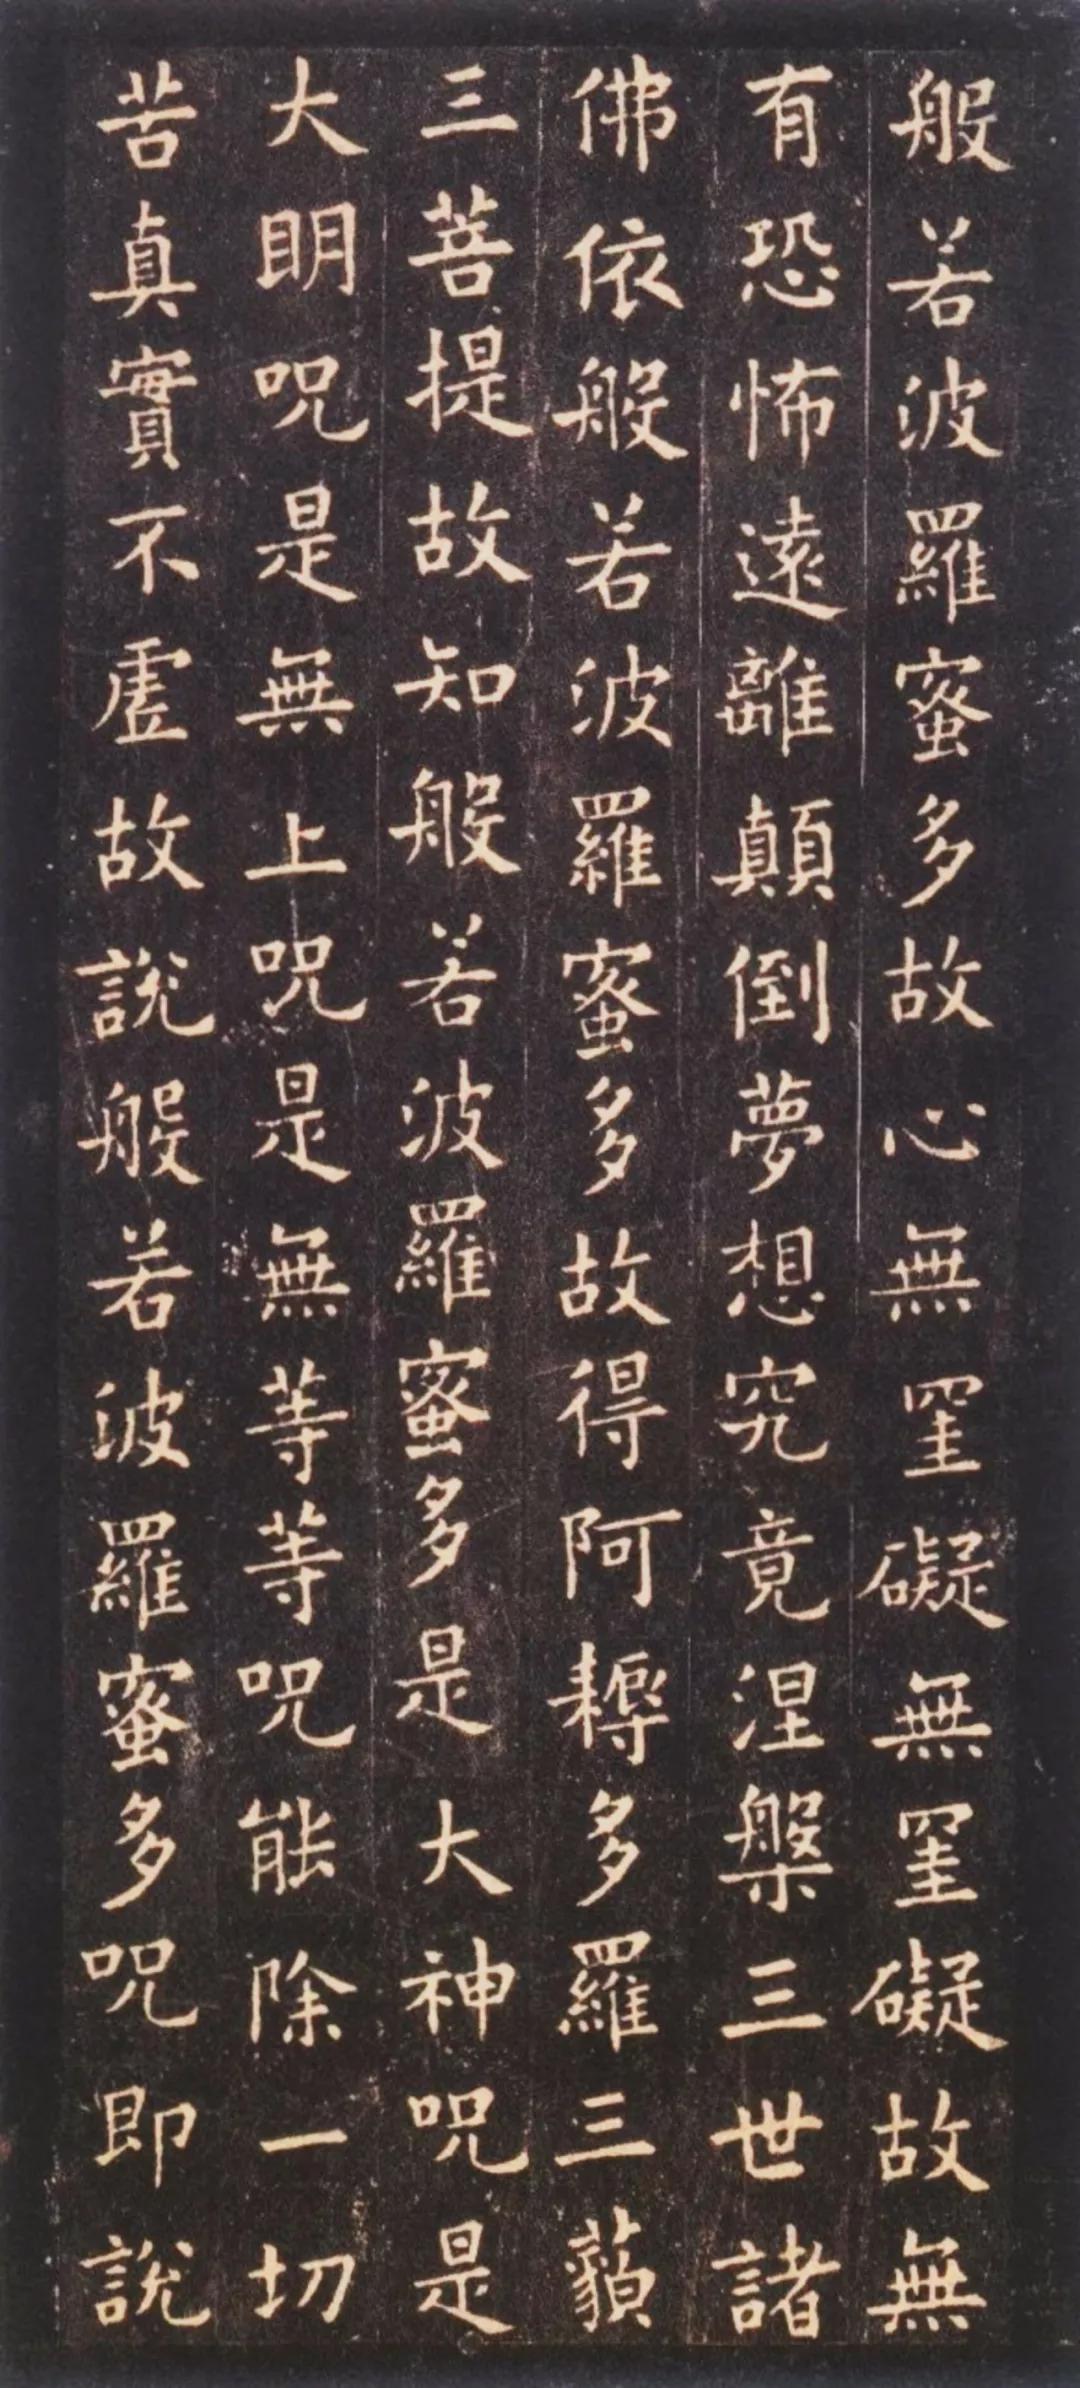 般若波羅蜜多故心無罣礙無罣礙故無
有恐怖遠離顛倒夢想究竟涅槃三世諸
佛依般若波羅蜜多故得阿耨多羅三藐
三菩提故知般若波羅蜜多是大神呪是
大明呪是無上呪是無等等呪能除一切
苦真實不虛故說般若波羅蜜多呪即說